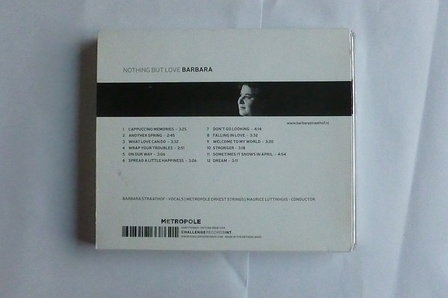 NOTHING BUT LOVE BARBARA
www.barbarastraathof.nl
1 CAPPUCCINO MEMORIES - 3:25
2 ANOTHER SPRING - 2:45
3 WHAT LOVE CAN DO - 3:32
4 WRAP YOUR TROUBLES - 2:51
5 ON OUR WAY - 3:06
6 SPREAD A LITTLE HAPPINESS - 3:06
7 DON'T GO LOOKING - 4:14
8 FALLING IN LOVE - 3:32
9 WELCOME TO MY WORLD - 3:20
10 STRONGER - 3:18
11 SOMETIMES IT SNOWS IN APRIL - 4:54
12 DREAM - 3:11
BARBARA STRAATHOF - VOCALS | METROPOLE ORKEST STRINGS | MAURICE LUTTIKHUIS - CONDUCTOR
METROPOLE
CHALLENGE RECORDS INT.